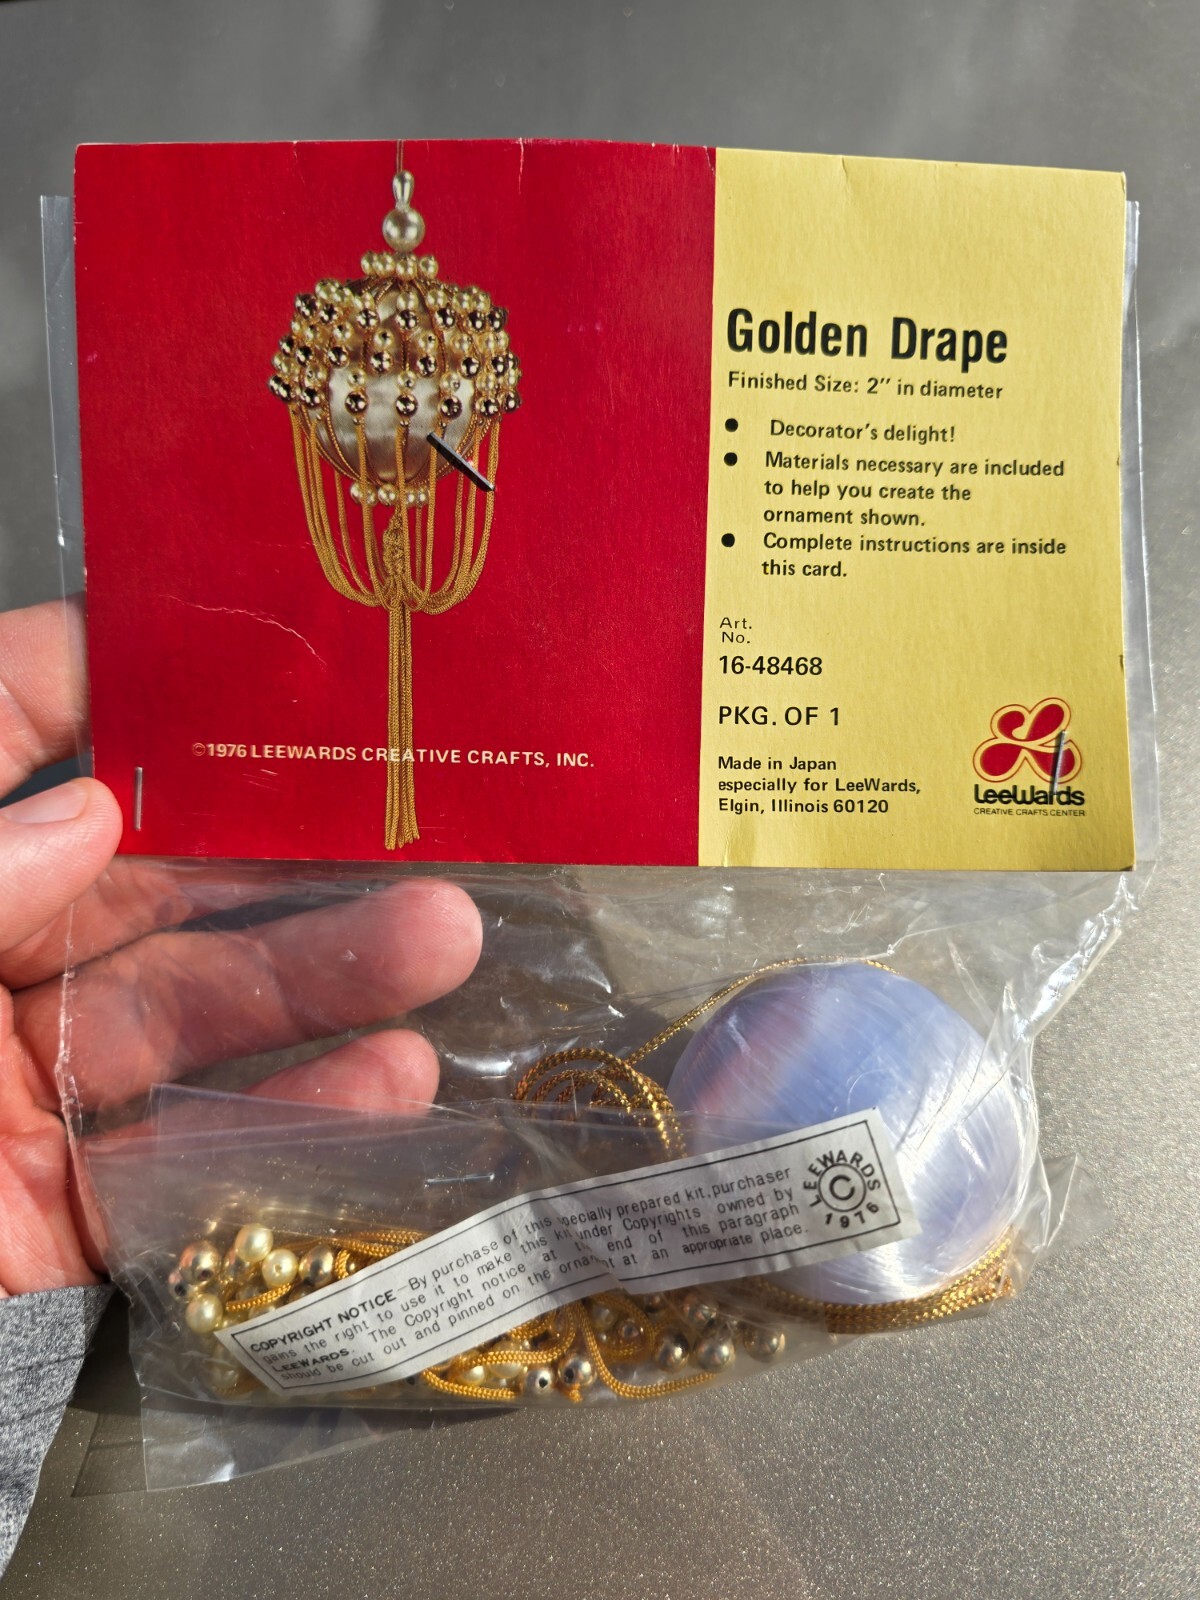 Golden Drape
Finished Size: 2″ in diameter
● Decorator's delight!
● Materials necessary are included
to help you create the
ornament shown.
● Complete instructions are inside
this card.
Art.
No.
16-48468
PKG. OF 1
Made in Japan
especially for LeeWards,
Elgin, Illinois 60120
LeeWards
CREATIVE CRAFTS CENTER
©1976 LEEWARDS CREATIVE CRAFTS, INC.
COPYRIGHT NOTICE—By purchase of this specially prepared kit, purchaser
gains the right to use it to make this kit under Copyrights owned by
LEEWARDS. The Copyright notice at the end of this paragraph
should be cut out and pinned on the ornament at an appropriate place.
LEEWARDS
©
1976